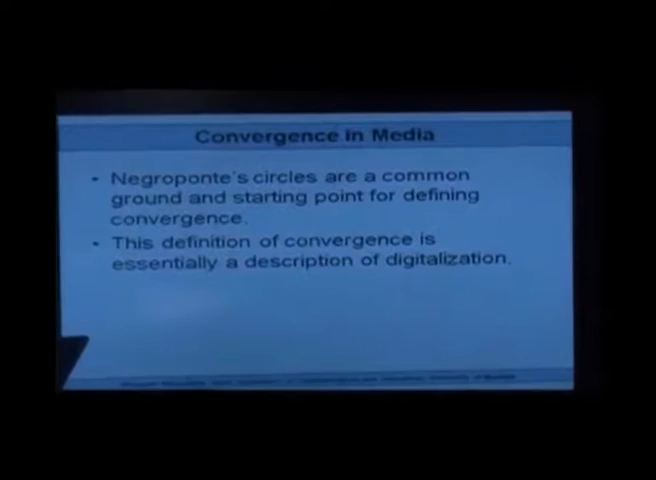 Convergence in Media
• Negroponte's circles are a common
ground and starting point for defining
convergence.
• This definition of convergence is
essentially a description of digitalization.